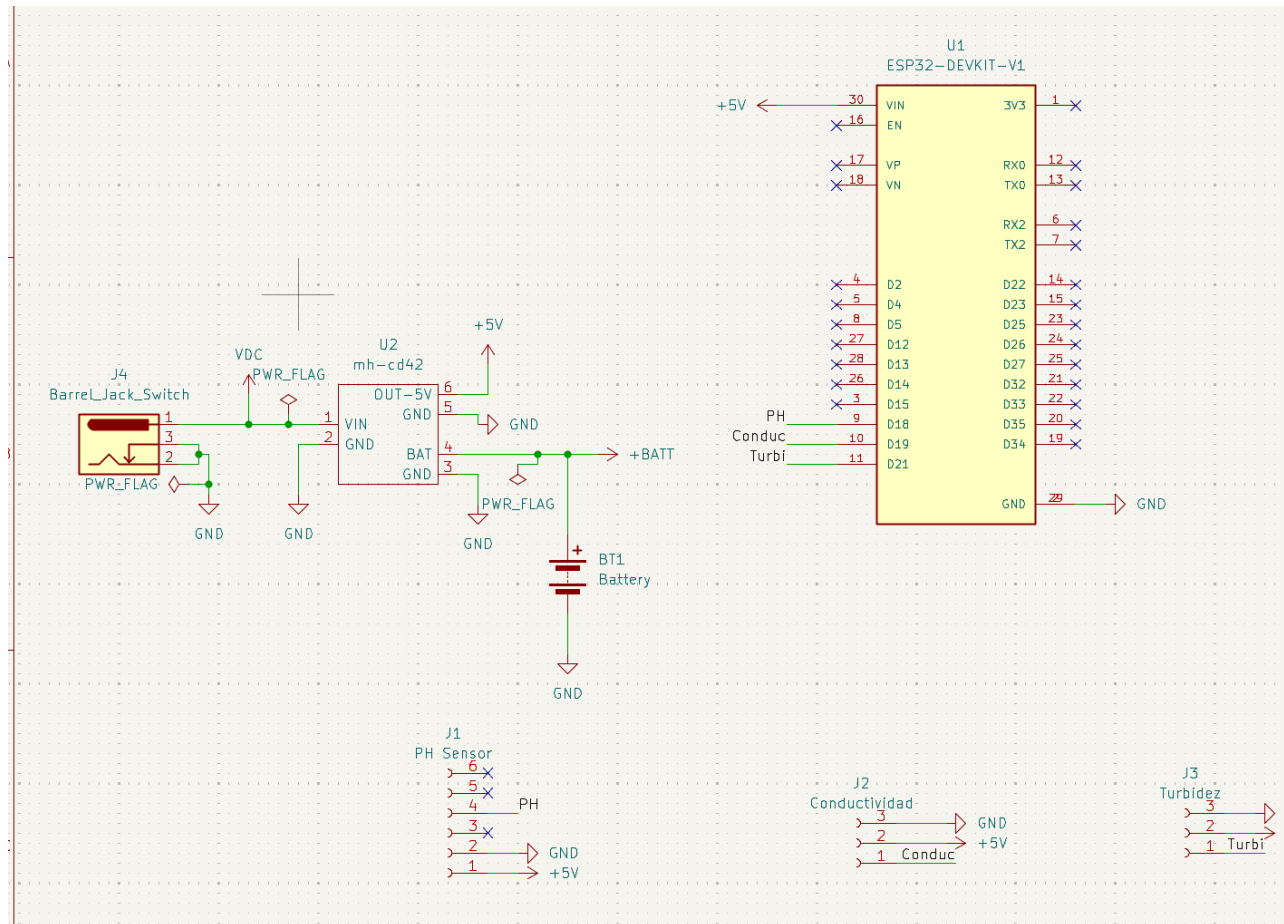 U1
ESP32-DEVKIT-V1
+5V 30 VIN 3V3 1
16 EN
17 VP RX0 12
18 VN TX0 13
RX2 6
TX2 7
4 D2 D22 14
5 D4 D23 15
8 D5 D25 23
27 D12 D26 24
28 D13 D27 25
26 D14 D32 21
3 D15 D33 22
PH 9 D18 D35 20
Conduc 10 D19 D34 19
Turbi 11 D21
GND GND
J4
Barrel_Jack_Switch
1
3
2
PWR_FLAG
GND
VDC
PWR_FLAG
GND
U2
mh-cd42
1 VIN
2 GND
OUT-5V 6
GND 5
BAT 4
GND 3
+5V
GND
+BATT
PWR_FLAG
GND
BT1
+
Battery
GND
J1
PH Sensor
6
5
4 PH
3
2 GND
1 +5V
J2
Conductividad
3 GND
2 +5V
1 Conduc
J3
Turbidez
3
2
1 Turbi